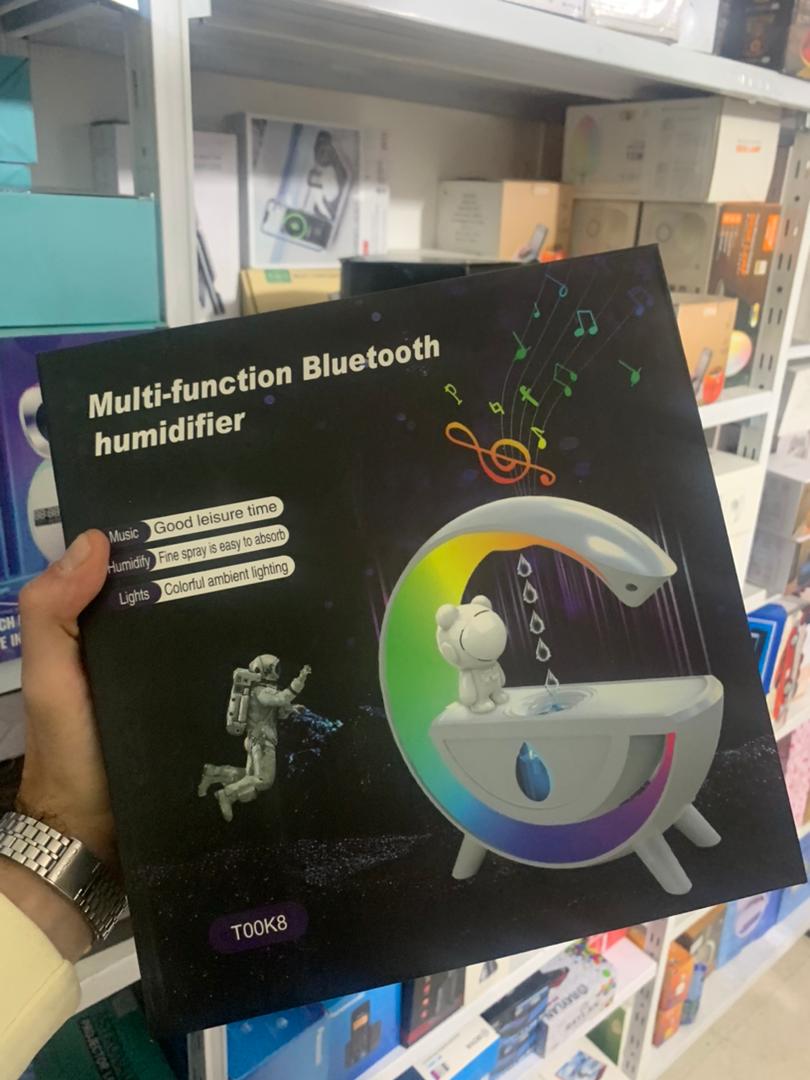 Multi-function Bluetooth
humidifier
Music Good leisure time
Humidify Fine spray is easy to absorb
Lights Colorful ambient lighting
T00K8